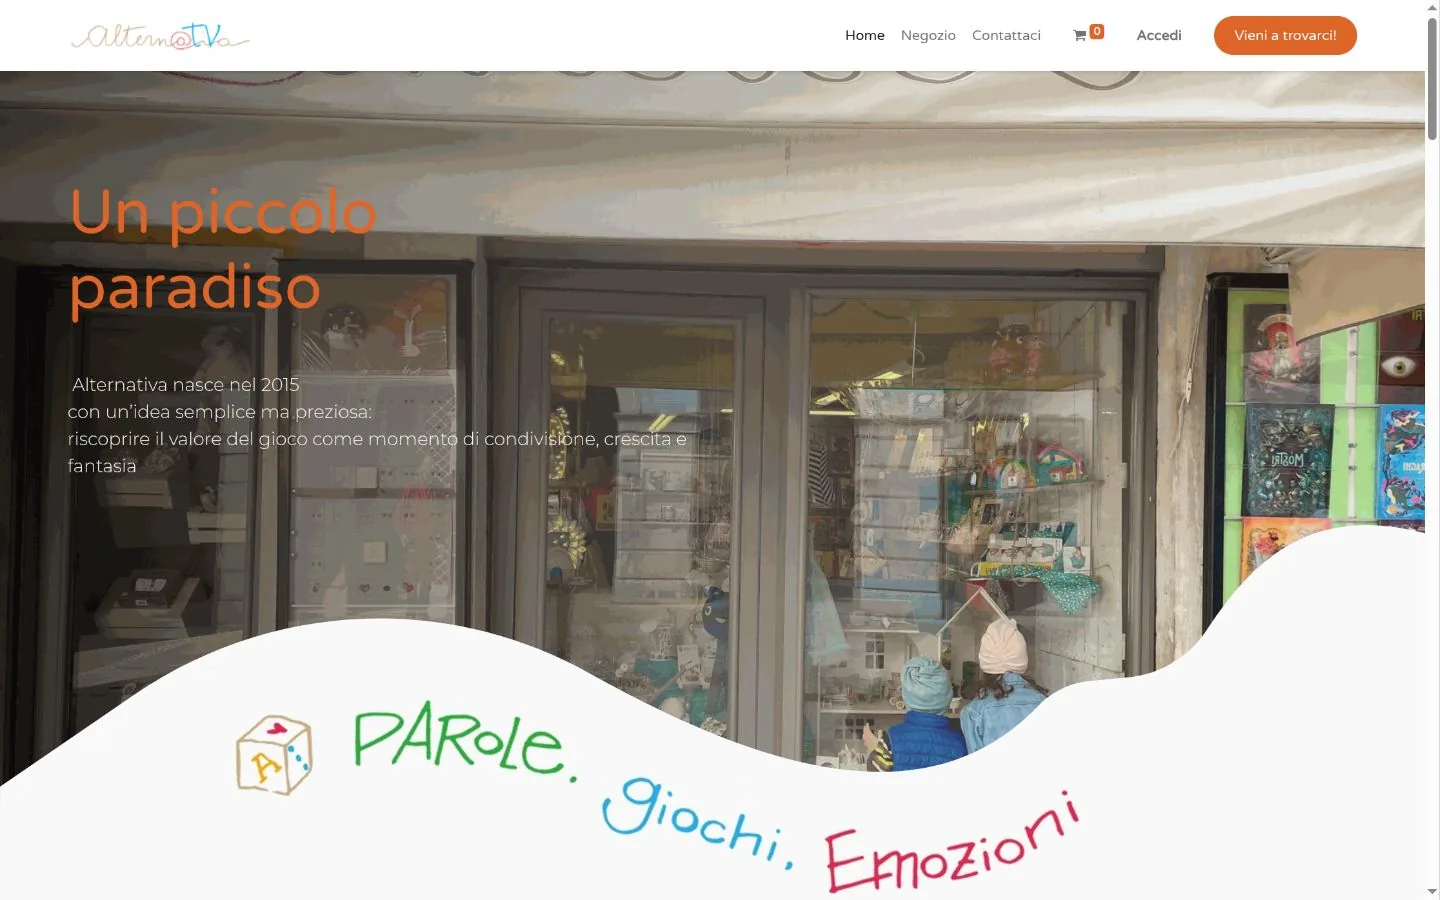 Alternativa
Home
Negozio
Contattaci
0
Accedi
Vieni a trovarci!
Un piccolo
paradiso
Alternativa nasce nel 2015
con un'idea semplice ma preziosa:
riscoprire il valore del gioco come momento di condivisione, crescita e
fantasia
A
PARole.
giochi.
Emozioni